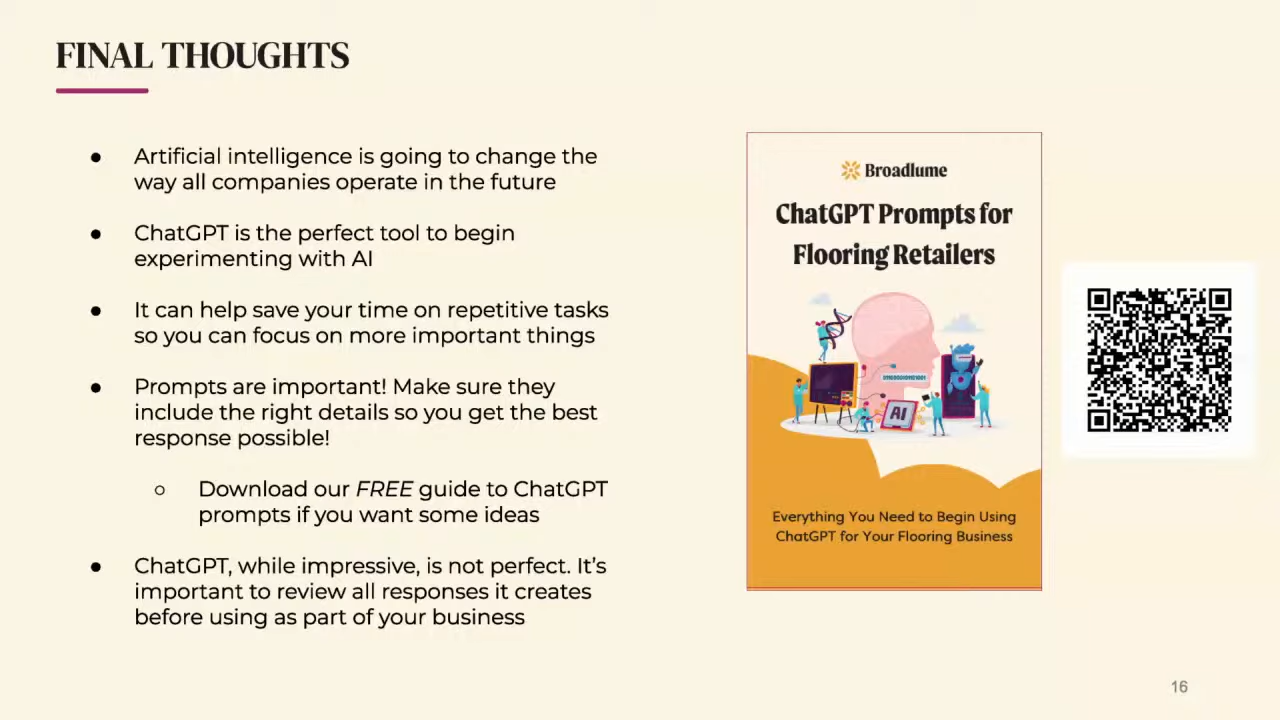 FINAL THOUGHTS
● Artificial intelligence is going to change the
way all companies operate in the future
● ChatGPT is the perfect tool to begin
experimenting with AI
● It can help save your time on repetitive tasks
so you can focus on more important things
● Prompts are important! Make sure they
include the right details so you get the best
response possible!
○ Download our FREE guide to ChatGPT
prompts if you want some ideas
● ChatGPT, while impressive, is not perfect. It’s
important to review all responses it creates
before using as part of your business
Broadlume
ChatGPT Prompts for
Flooring Retailers
AI
Everything You Need to Begin Using
ChatGPT for Your Flooring Business
16